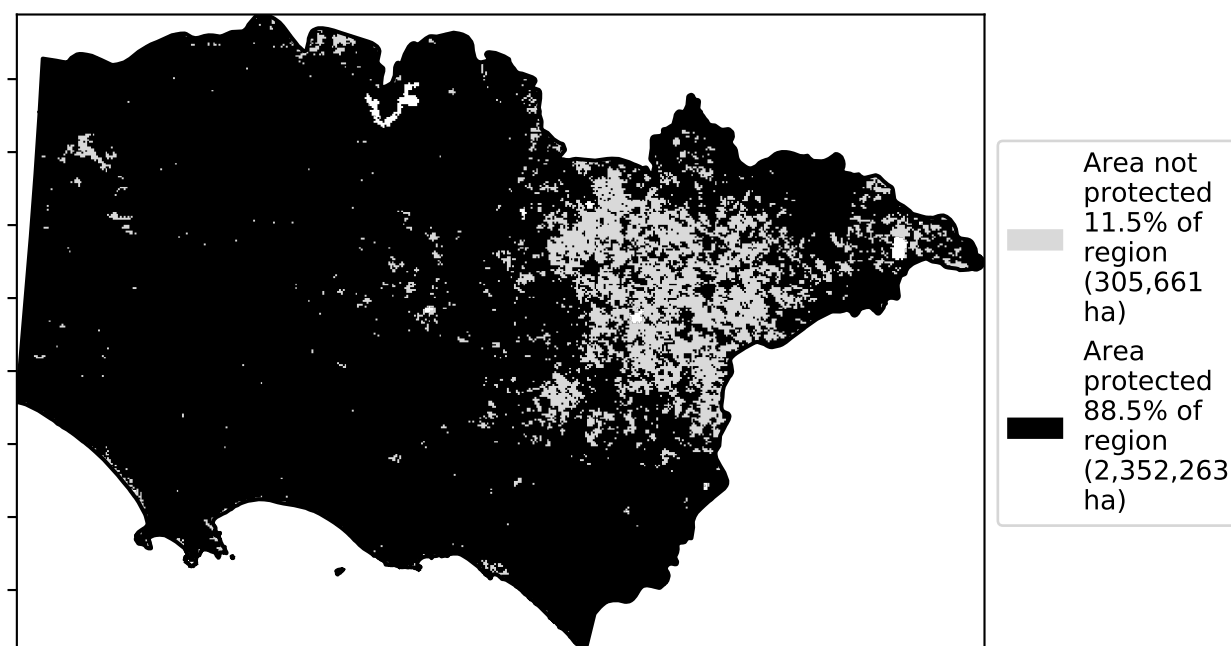 Area not
protected
11.5% of
region
(305,661
ha)
Area
protected
88.5% of
region
(2,352,263
ha)